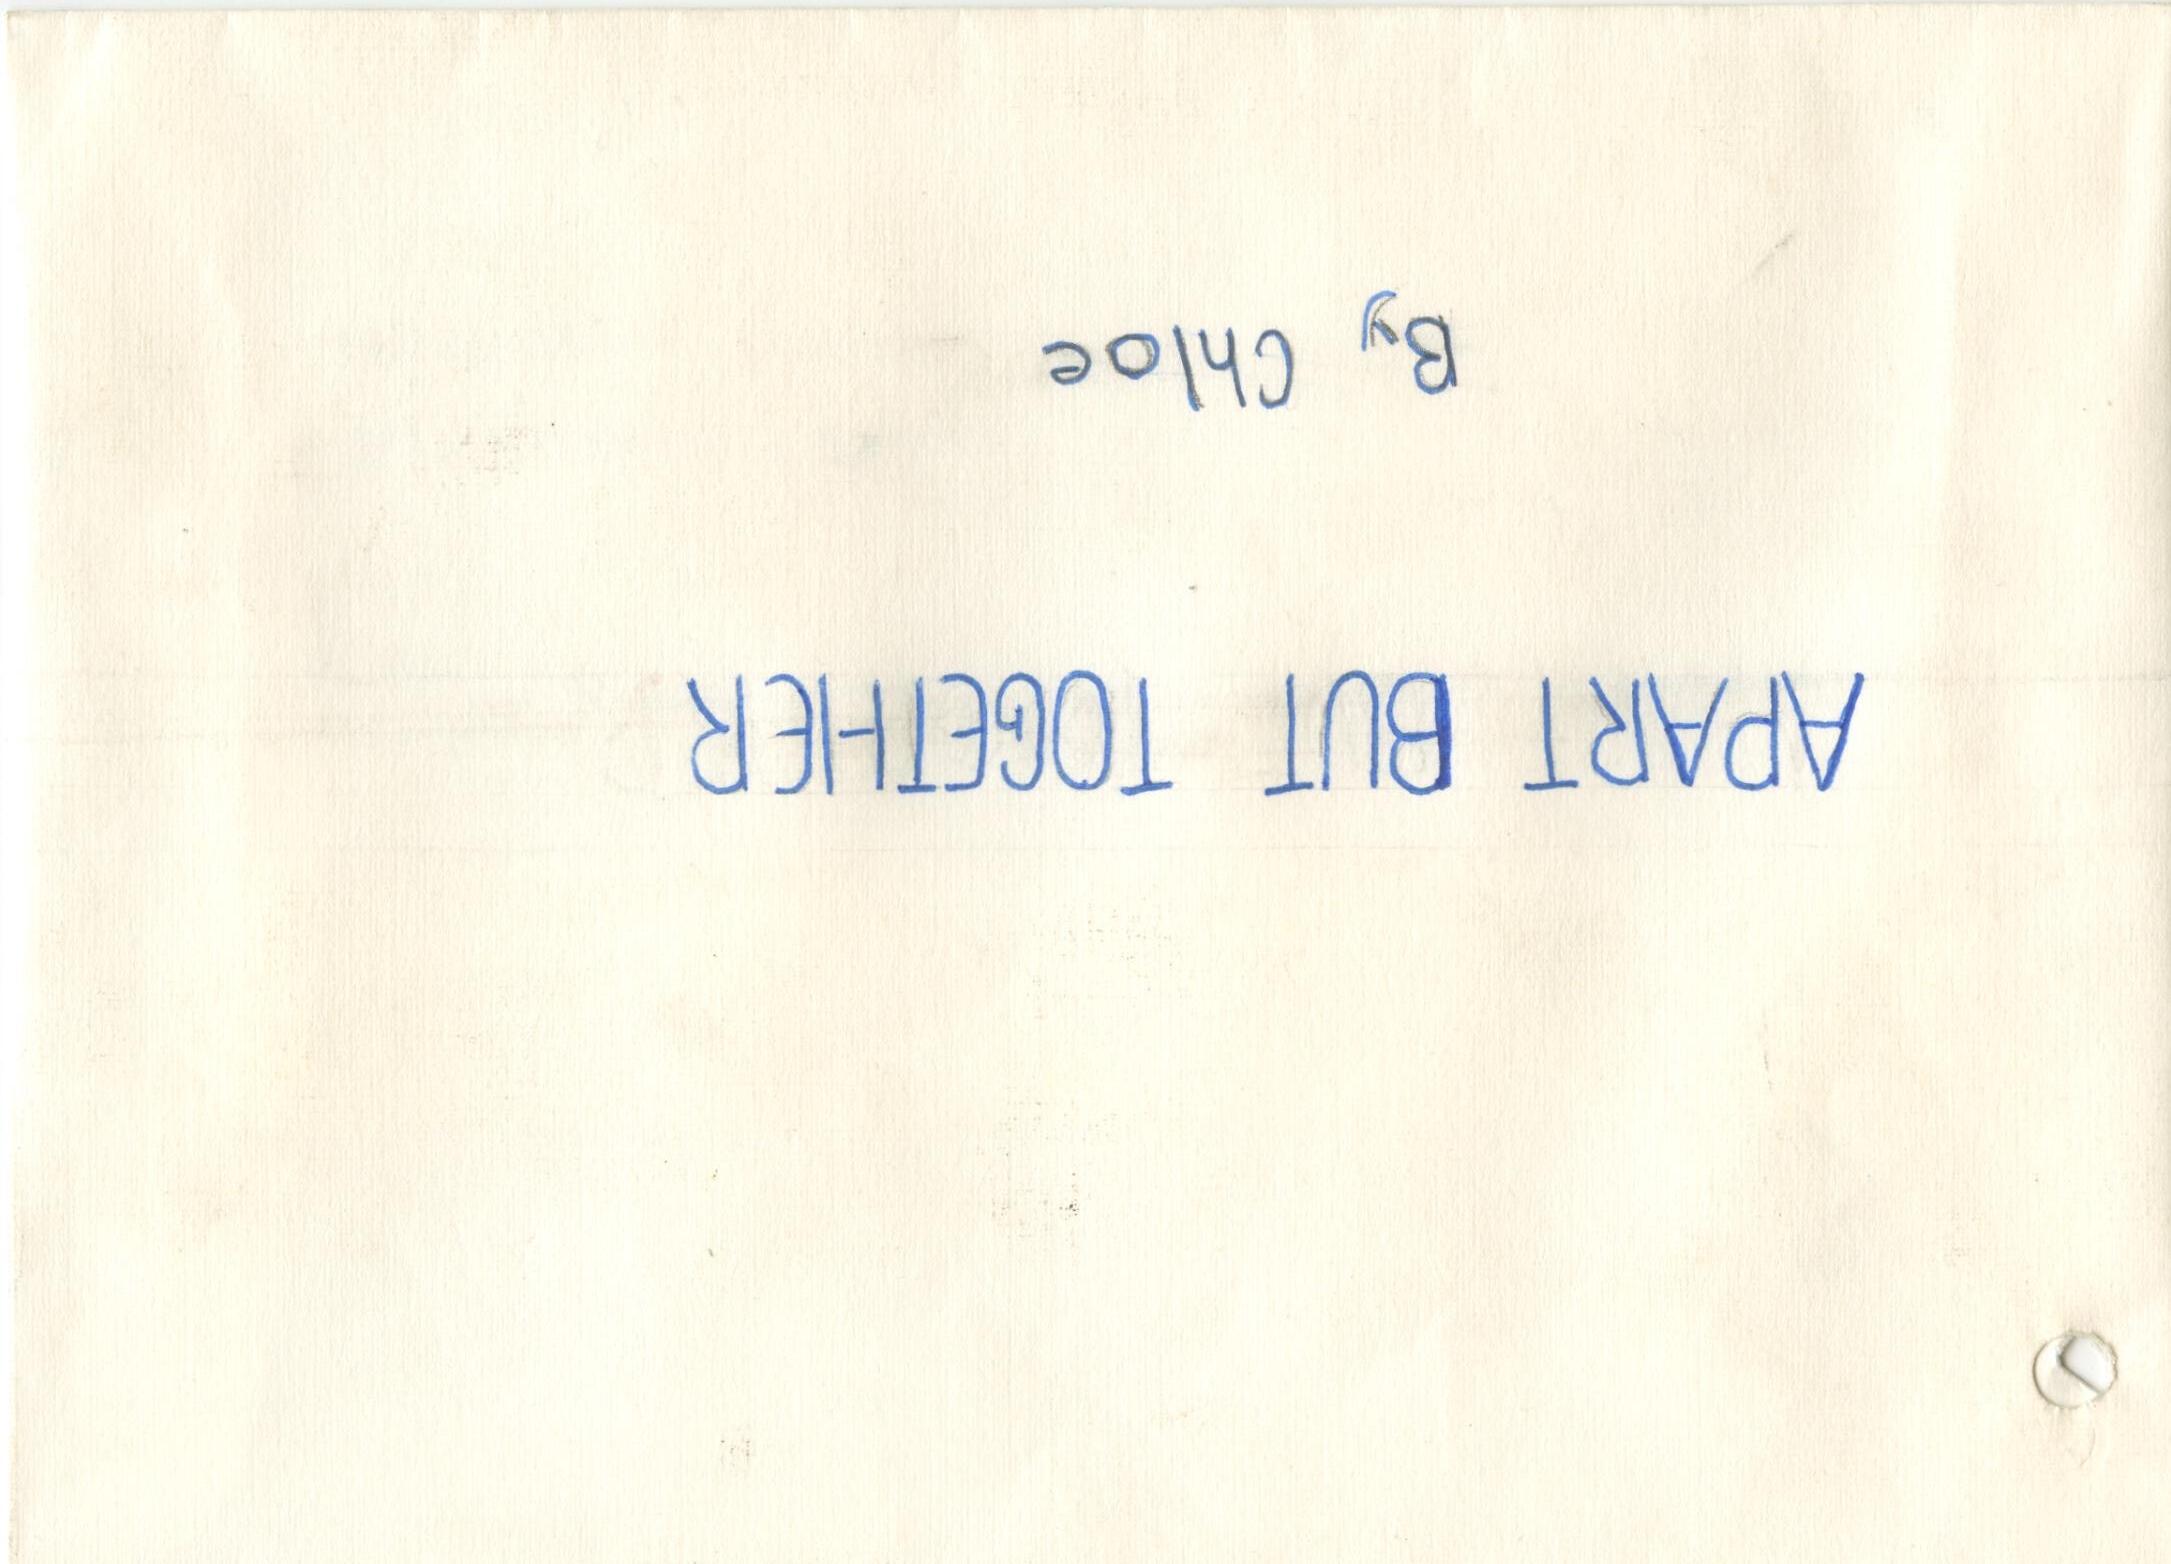 APART BUT TOGETHER
By Chloe